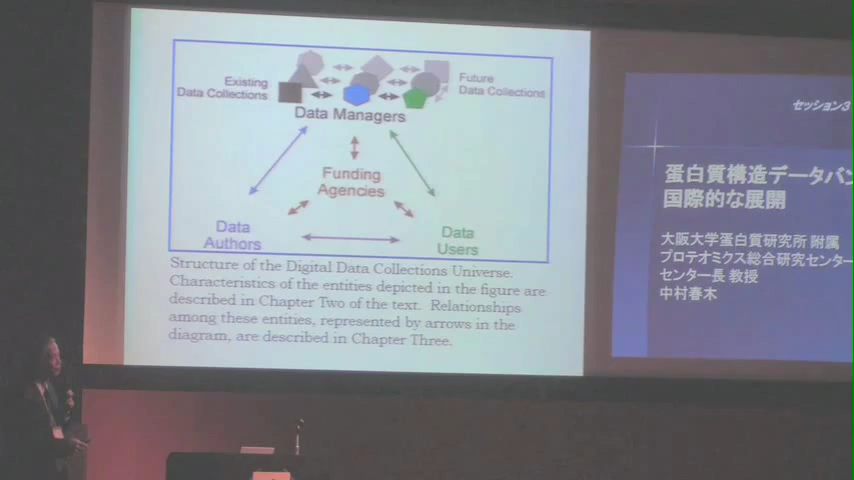 Existing
Data Collections
Future
Data Collections
Data Managers
Funding
Agencies
Data
Authors
Data
Users
Structure of the Digital Data Collections Universe.
Characteristics of the entities depicted in the figure are
described in Chapter Two of the text. Relationships
among these entities, represented by arrows in the
diagram, are described in Chapter Three.
セッション3
蛋白質構造データバン
国際的な展開
大阪大学蛋白質研究所 附属
プロテオミクス総合研究センター
センター長 教授
中村春木